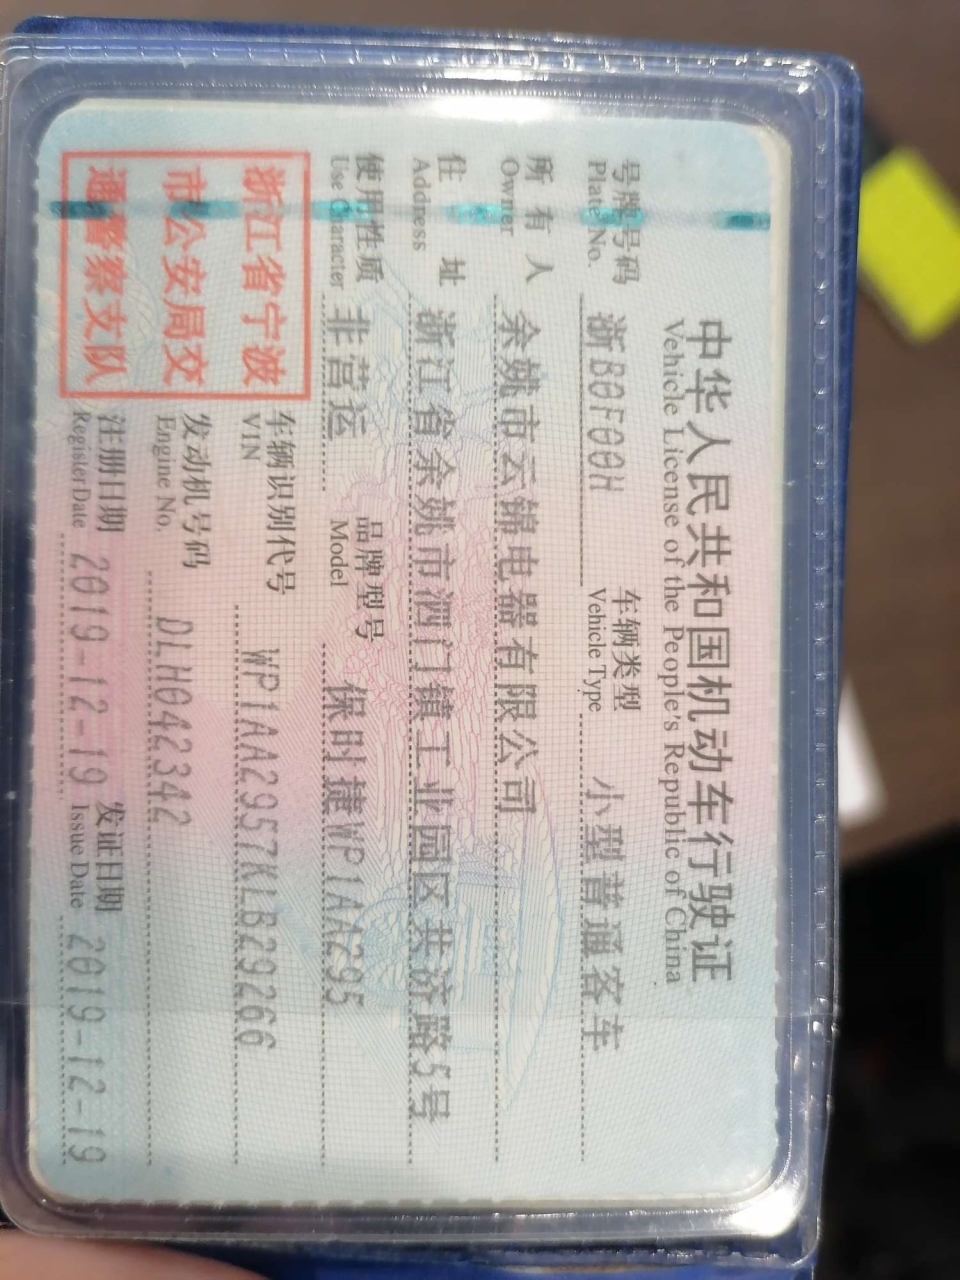 中华人民共和国机动车行驶证
Vehicle License of the People's Republic of China
号牌号码 浙B0F00H 车辆类型 小型普通客车
Plate No. Vehicle Type
所有人 余姚市云锦电器有限公司
Owner
住址 浙江省余姚市泗门镇工业园区共济路5号
Address
使用性质 非营运 品牌型号 保时捷WP1AA295
Use Character Model
浙江省宁波
市公安局交
通警察支队
车辆识别代号 WP1AA2957KLB29266
VIN
发动机号码 DLH042342
Engine No.
注册日期 2019-12-19 发证日期 2019-12-19
Register Date Issue Date